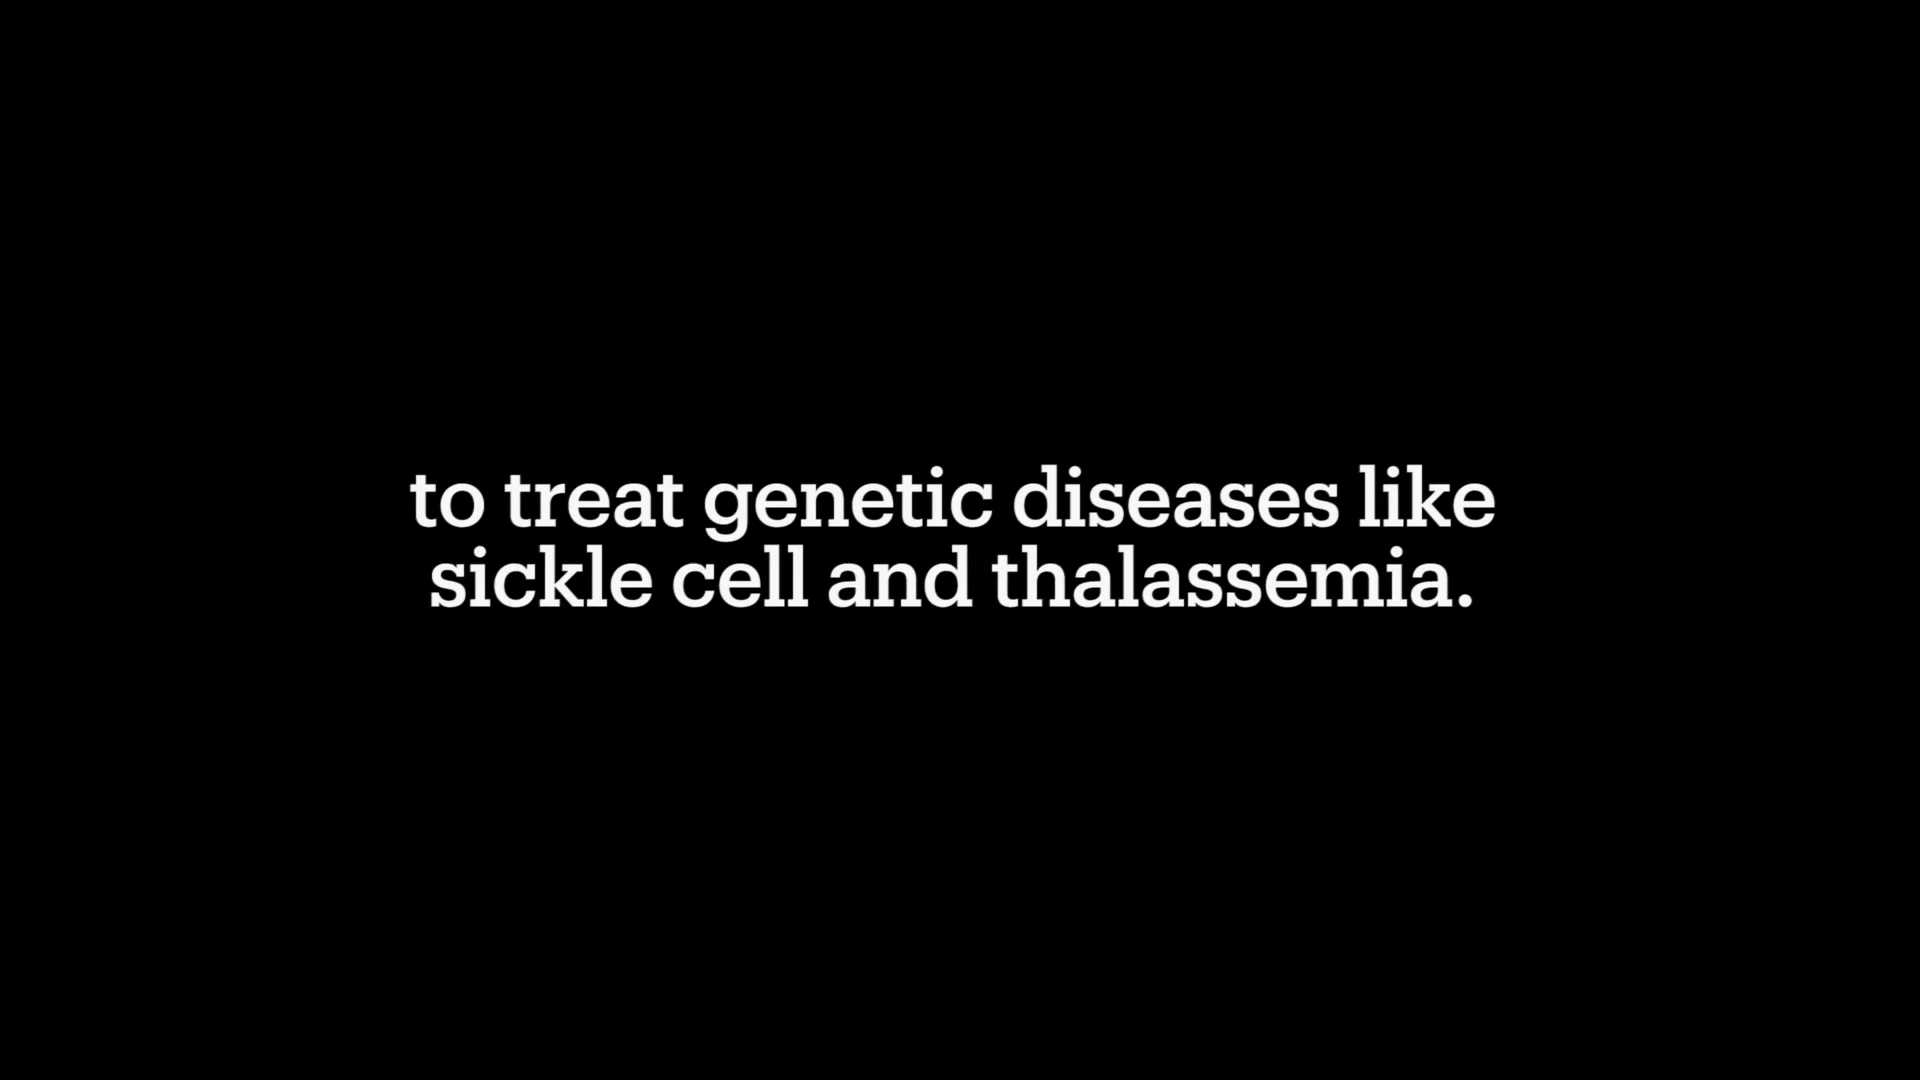 to treat genetic diseases like
sickle cell and thalassemia.